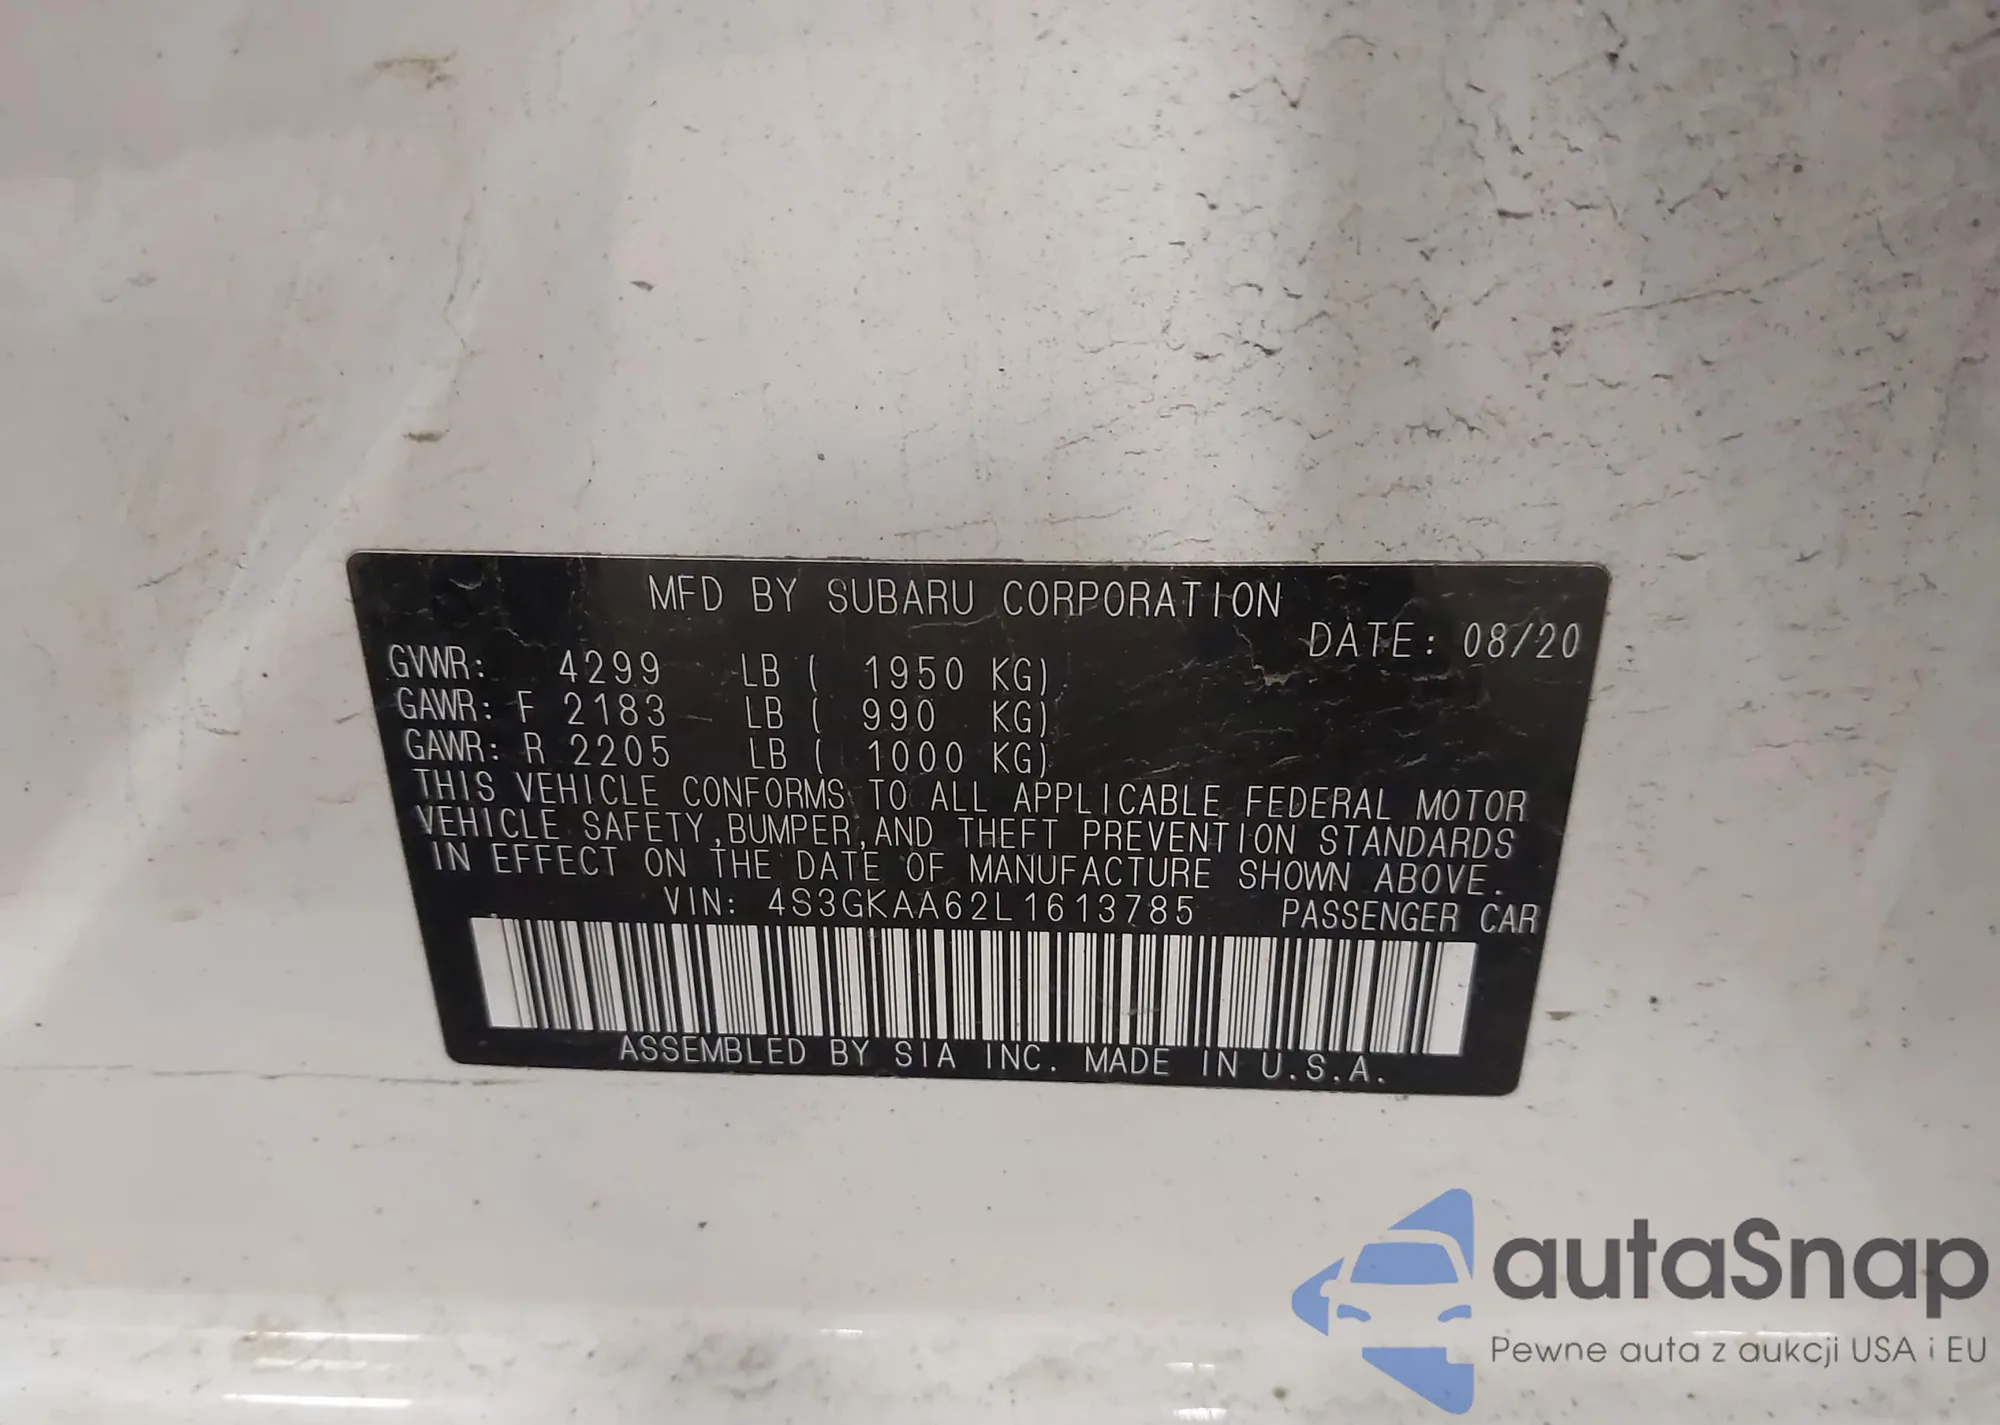 MFD BY SUBARU CORPORATION
DATE: 08/20
GVWR: 4299 LB ( 1950 KG)
GAWR: F 2183 LB ( 990 KG)
GAWR: R 2205 LB ( 1000 KG)
THIS VEHICLE CONFORMS TO ALL APPLICABLE FEDERAL MOTOR
VEHICLE SAFETY,BUMPER,AND THEFT PREVENTION STANDARDS
IN EFFECT ON THE DATE OF MANUFACTURE SHOWN ABOVE.
VIN: 4S3GKAA62L1613785 PASSENGER CAR
ASSEMBLED BY SIA INC. MADE IN U.S.A.
autaSnap
Pewne auta z aukcji USA i EU